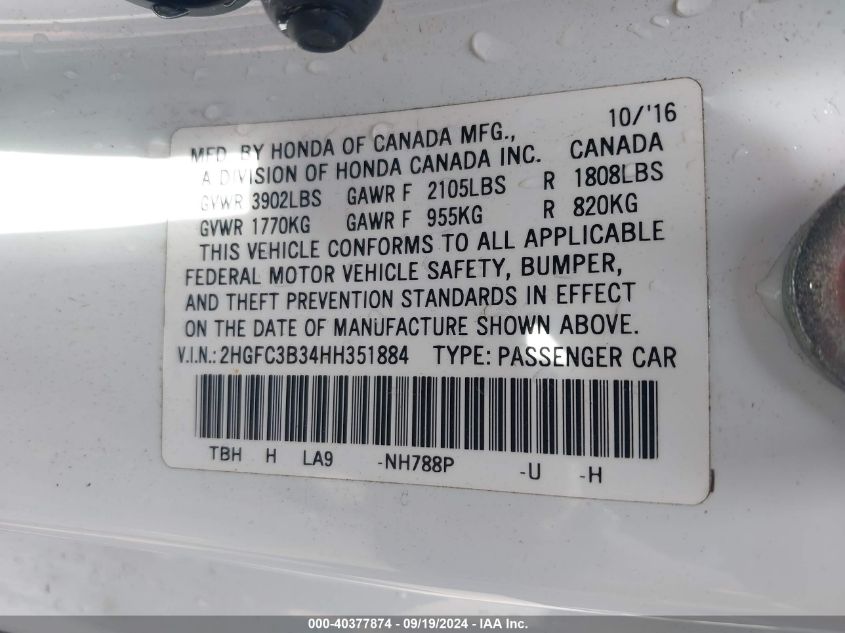 10/'16
MFD. BY HONDA OF CANADA MFG.,
A DIVISION OF HONDA CANADA INC. CANADA
GVWR 3902LBS GAWR F 2105LBS R 1808LBS
GVWR 1770KG GAWR F 955KG R 820KG
THIS VEHICLE CONFORMS TO ALL APPLICABLE
FEDERAL MOTOR VEHICLE SAFETY, BUMPER,
AND THEFT PREVENTION STANDARDS IN EFFECT
ON THE DATE OF MANUFACTURE SHOWN ABOVE.
V.I.N.: 2HGFC3B34HH351884 TYPE: PASSENGER CAR
TBH H LA9 -NH788P -U -H
000-40377874 - 09/19/2024 - IAA Inc.